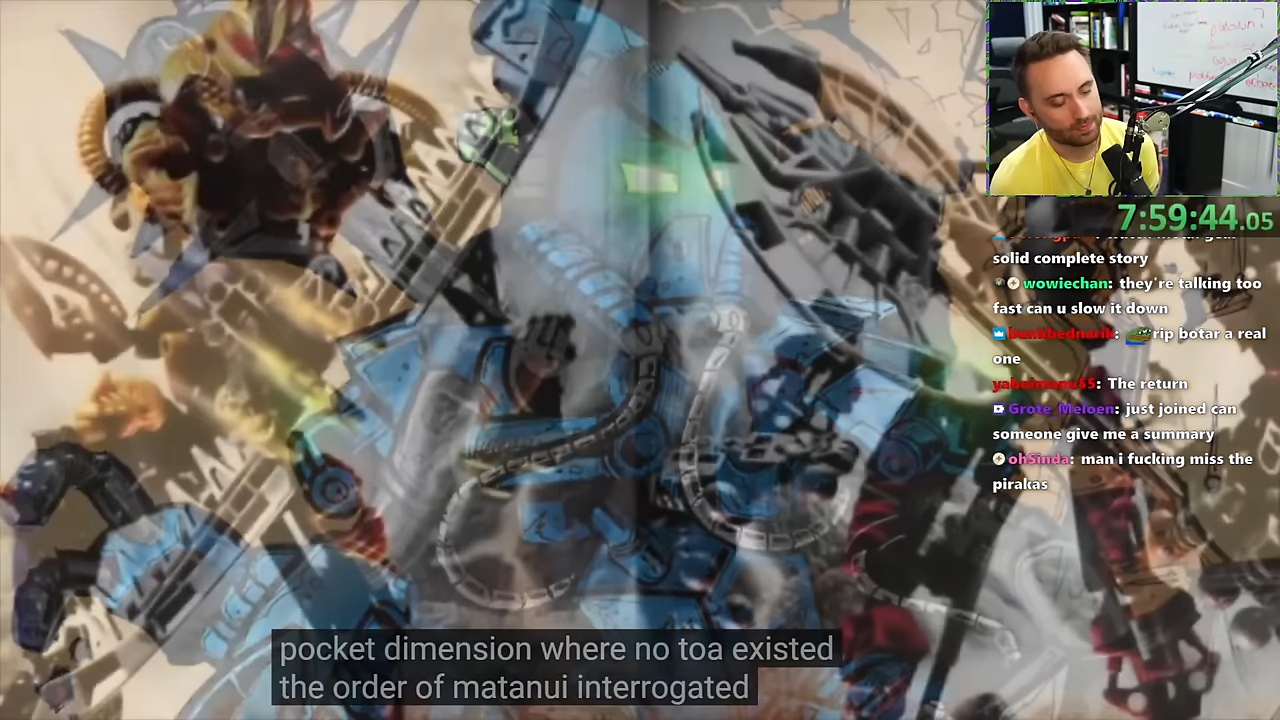 7:59:44.05
solid complete story
wowiechan: they're talking too
fast can u slow it down
bunkbednarik: rip botar a real
one
yaboimanu55: The return
Grote_Meloen: just joined can
someone give me a summary
ohSinda: man i fucking miss the
pirakas
pocket dimension where no toa existed
the order of matanui interrogated